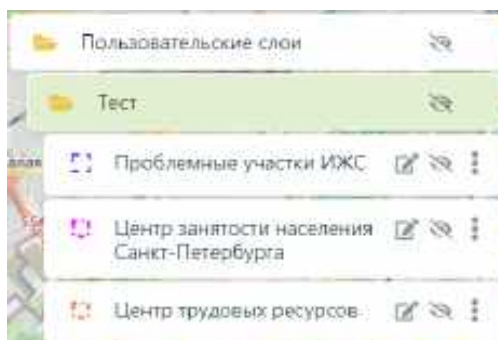 Пользовательские слои
Тест
Проблемные участки ИЖС
Центр занятости населения
Санкт-Петербурга
Центр трудовых ресурсов